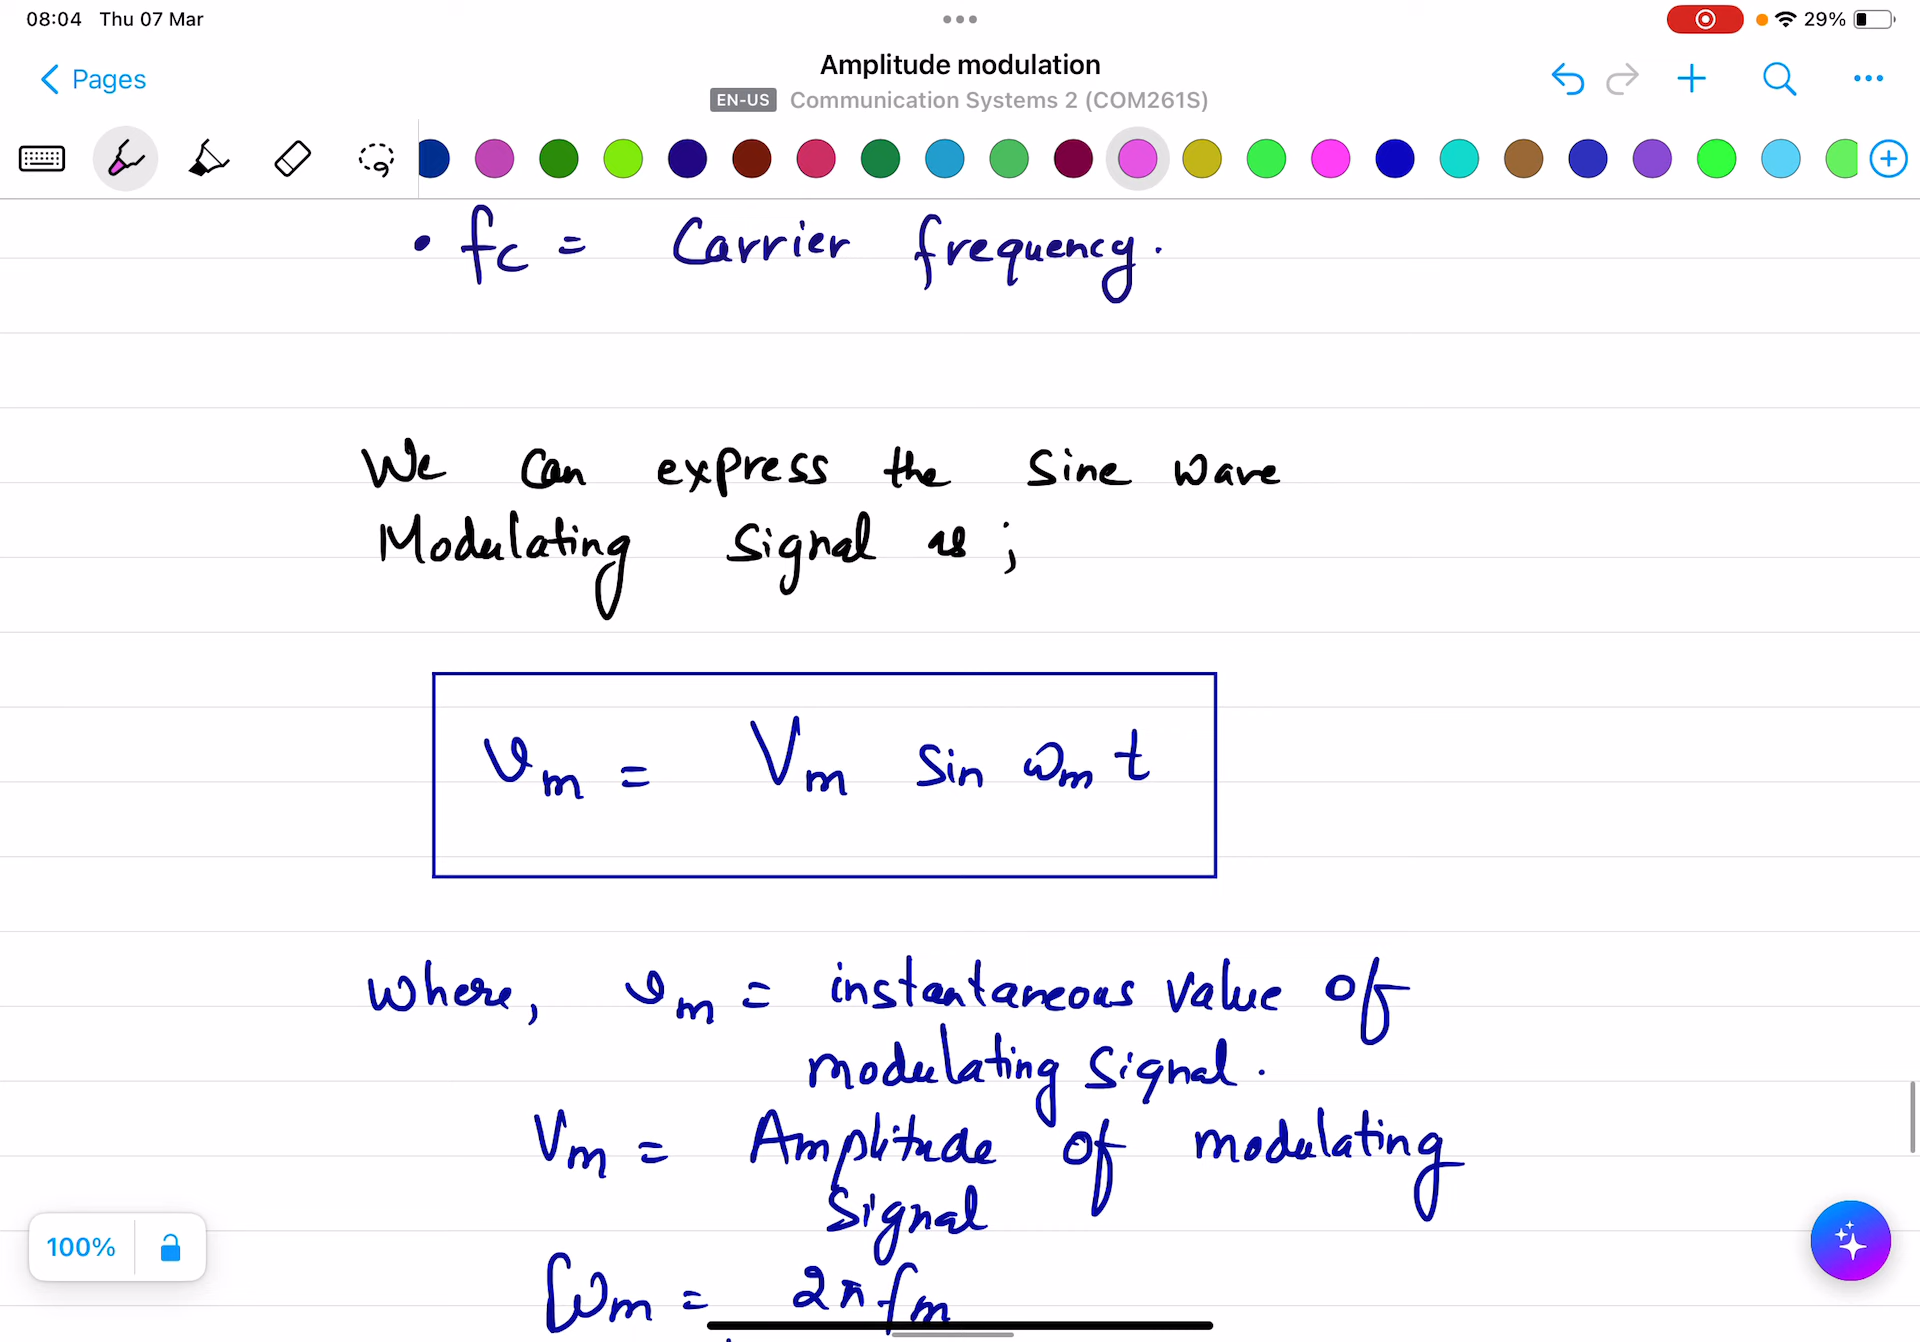 08:04 Thu 07 Mar
29%
Pages
Amplitude modulation
EN-US Communication Systems 2 (COM261S)
• fc = Carrier frequency.
We can express the Sine wave
Modulating Signal as ;
vm = Vm Sin ωm t
where, vm = instantaneous value of
modulating signal.
Vm = Amplitude of modulating
signal
ωm = 2π fm
100%